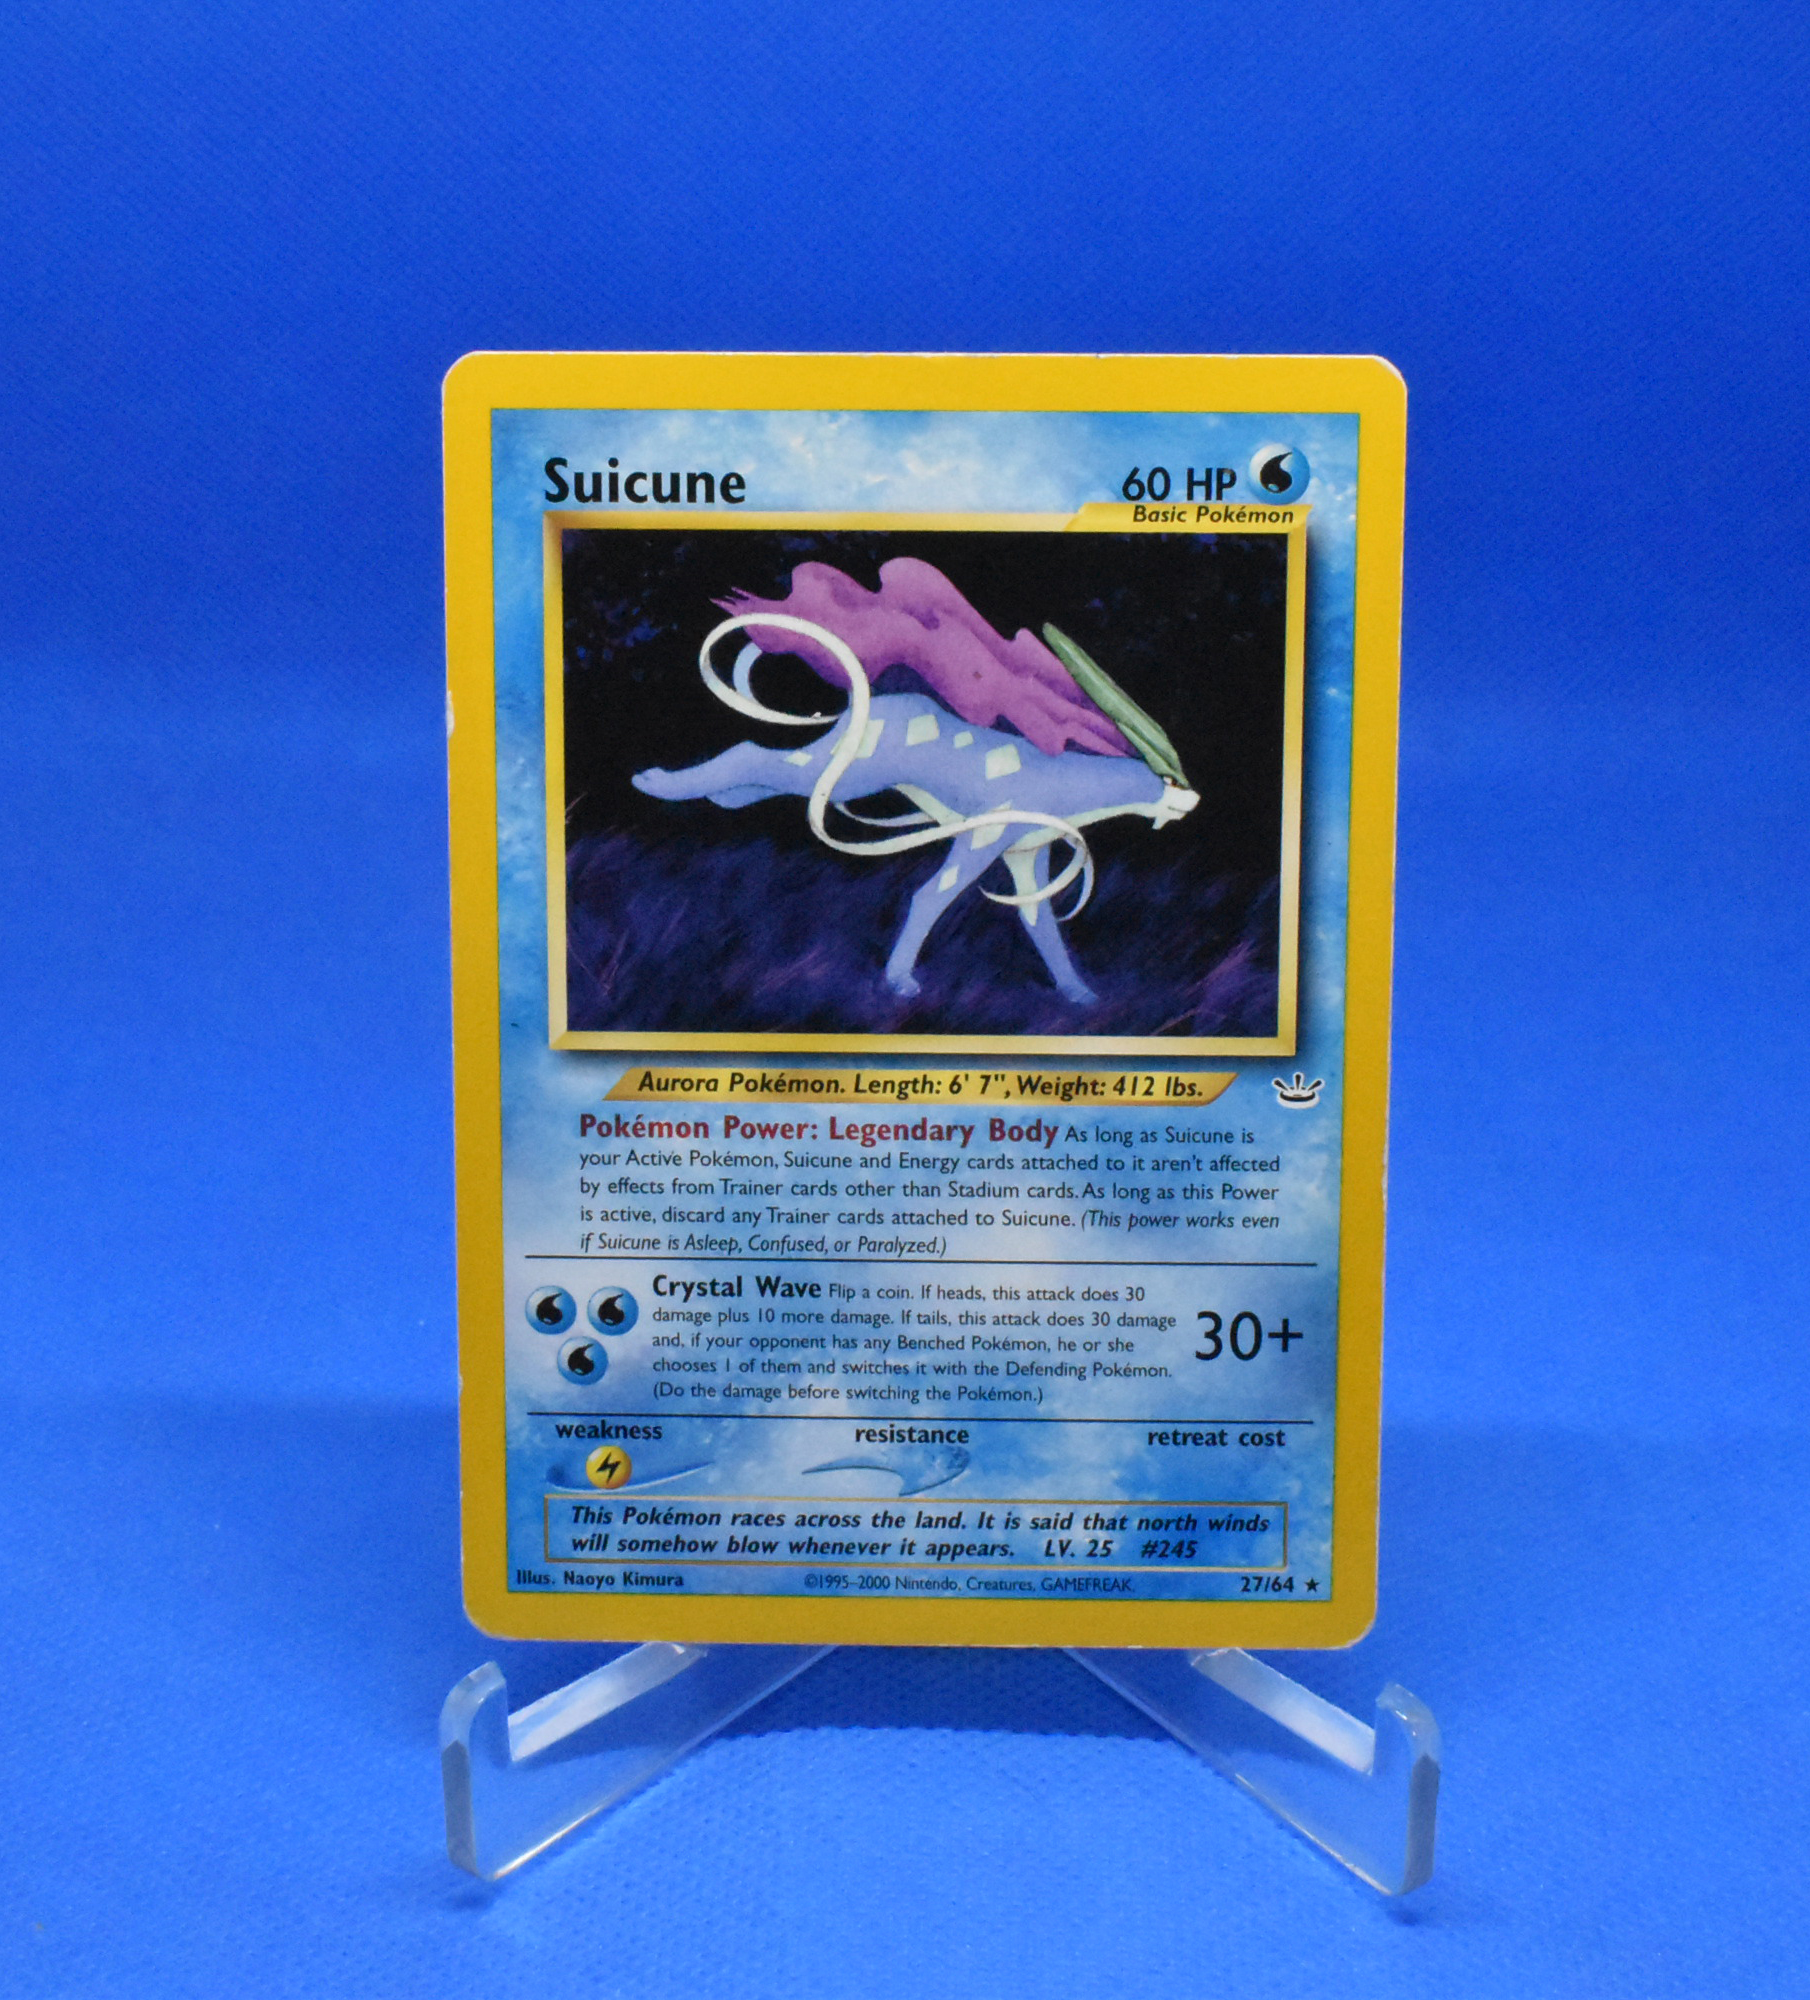 Suicune
60 HP
Basic Pokémon
Aurora Pokémon. Length: 6' 7", Weight: 412 lbs.
Pokémon Power: Legendary Body As long as Suicune is
your Active Pokémon, Suicune and Energy cards attached to it aren't affected
by effects from Trainer cards other than Stadium cards. As long as this Power
is active, discard any Trainer cards attached to Suicune. (This power works even
if Suicune is Asleep, Confused, or Paralyzed.)
Crystal Wave Flip a coin. If heads, this attack does 30
damage plus 10 more damage. If tails, this attack does 30 damage
and, if your opponent has any Benched Pokémon, he or she
chooses 1 of them and switches it with the Defending Pokémon.
(Do the damage before switching the Pokémon.)
30+
weakness
resistance
retreat cost
This Pokémon races across the land. It is said that north winds
will somehow blow whenever it appears. LV. 25 #245
Illus. Naoyo Kimura
©1995-2000 Nintendo, Creatures, GAMEFREAK.
27/64 ★